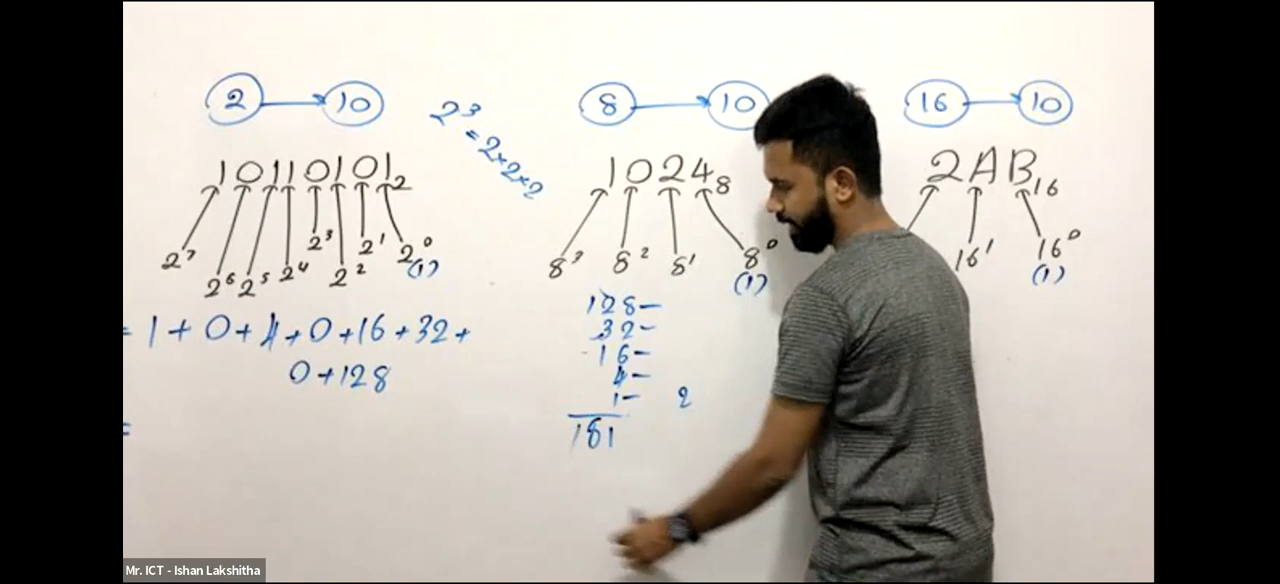 2 → 10
10110101₂
2⁷ 2⁶ 2⁵ 2⁴ 2³ 2² 2¹ 2⁰
(1)
= 1 + 0 + 4 + 0 + 16 + 32 +
0 + 128
=
2³ = 2×2×2
8 → 10
1024₈
8³ 8² 8¹ 8⁰
(1)
128-
32-
16-
4-
1- 2
181
16 → 10
2AB₁₆
16¹ 16⁰
(1)
Mr. ICT - Ishan Lakshitha